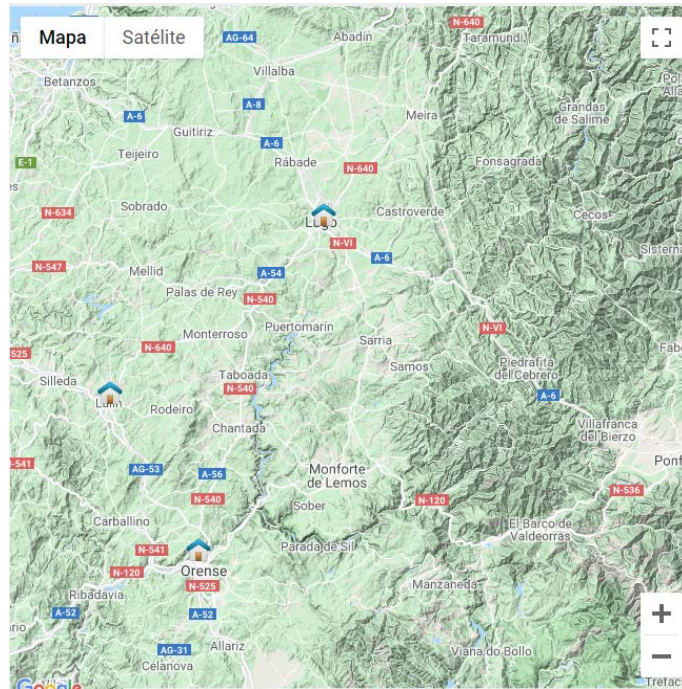 Mapa
Satélite
N-640
Taramundi
AG-64
Abadín
Villalba
Betanzos
A-8
Grandas
de Salime
A-6
Meira
Guitiriz
A-6
Teijeiro
Rábade
N-640
Fonsagrada
E-1
Sobrado
N-634
Castroverde
Cecos
Lugo
N-VI
A-6
N-547
Mellid
A-54
Palas de Rey
N-540
Puertomarín
N-VI
Monterroso
Sarria
N-640
Samos
Piedrafita
del Cebrero
Silleda
Taboada
N-540
A-6
Lalín
Rodeiro
Chantada
Villafranca
del Bierzo
AG-53
A-56
Monforte
de Lemos
N-536
N-540
Sober
N-120
Carballino
El Barco de
Valdeorras
N-541
Parada de Sil
N-120
Orense
N-525
Manzaneda
Ribadavia
A-52
A-52
Allariz
AG-31
Viana do Bollo
Celanova
Google